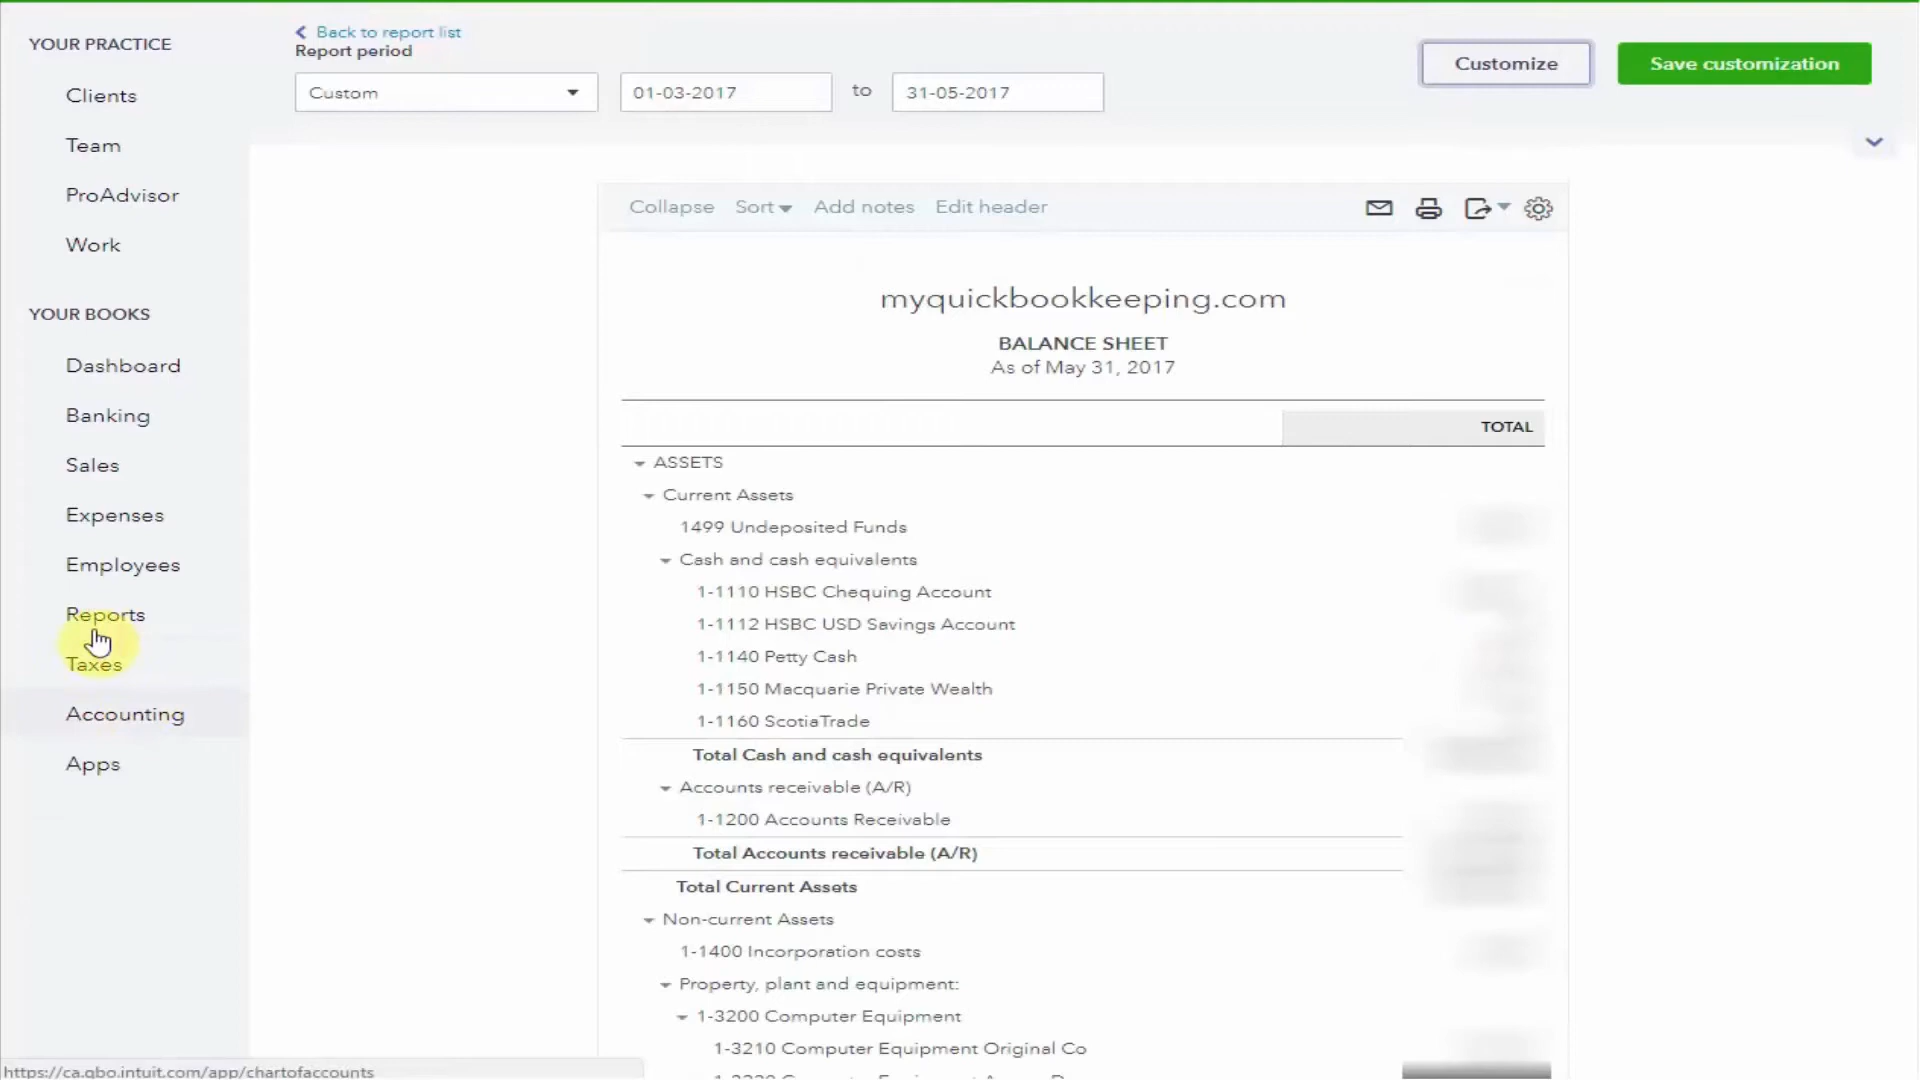 YOUR PRACTICE
Clients
Team
ProAdvisor
Work
YOUR BOOKS
Dashboard
Banking
Sales
Expenses
Employees
Reports
Taxes
Accounting
Apps
Back to report list
Report period
Custom
01-03-2017 to 31-05-2017
Customize
Save customization
Collapse Sort Add notes Edit header
myquickbookkeeping.com
BALANCE SHEET
As of May 31, 2017
TOTAL
ASSETS
Current Assets
1499 Undeposited Funds
Cash and cash equivalents
1-1110 HSBC Chequing Account
1-1112 HSBC USD Savings Account
1-1140 Petty Cash
1-1150 Macquarie Private Wealth
1-1160 ScotiaTrade
Total Cash and cash equivalents
Accounts receivable (A/R)
1-1200 Accounts Receivable
Total Accounts receivable (A/R)
Total Current Assets
Non-current Assets
1-1400 Incorporation costs
Property, plant and equipment:
1-3200 Computer Equipment
1-3210 Computer Equipment Original Co
https://ca.qbo.intuit.com/app/chartofaccounts